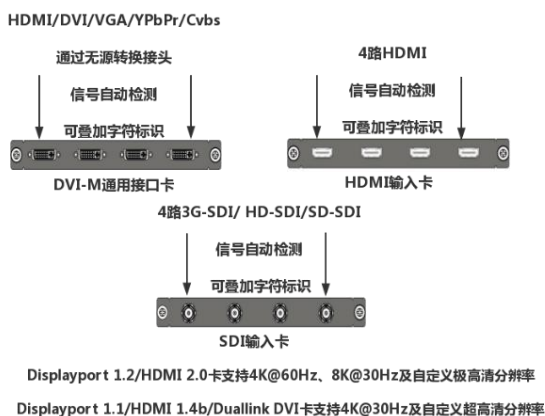 HDMI/DVI/VGA/YPbPr/Cvbs
通过无源转换接头
信号自动检测
可叠加字符标识
DVI-M通用接口卡
4路HDMI
信号自动检测
可叠加字符标识
HDMI输入卡
4路3G-SDI/ HD-SDI/SD-SDI
信号自动检测
可叠加字符标识
SDI输入卡
Displayport 1.2/HDMI 2.0卡支持4K@60Hz、8K@30Hz及自定义极高清分辨率
Displayport 1.1/HDMI 1.4b/Duallink DVI卡支持4K@30Hz及自定义超高清分辨率